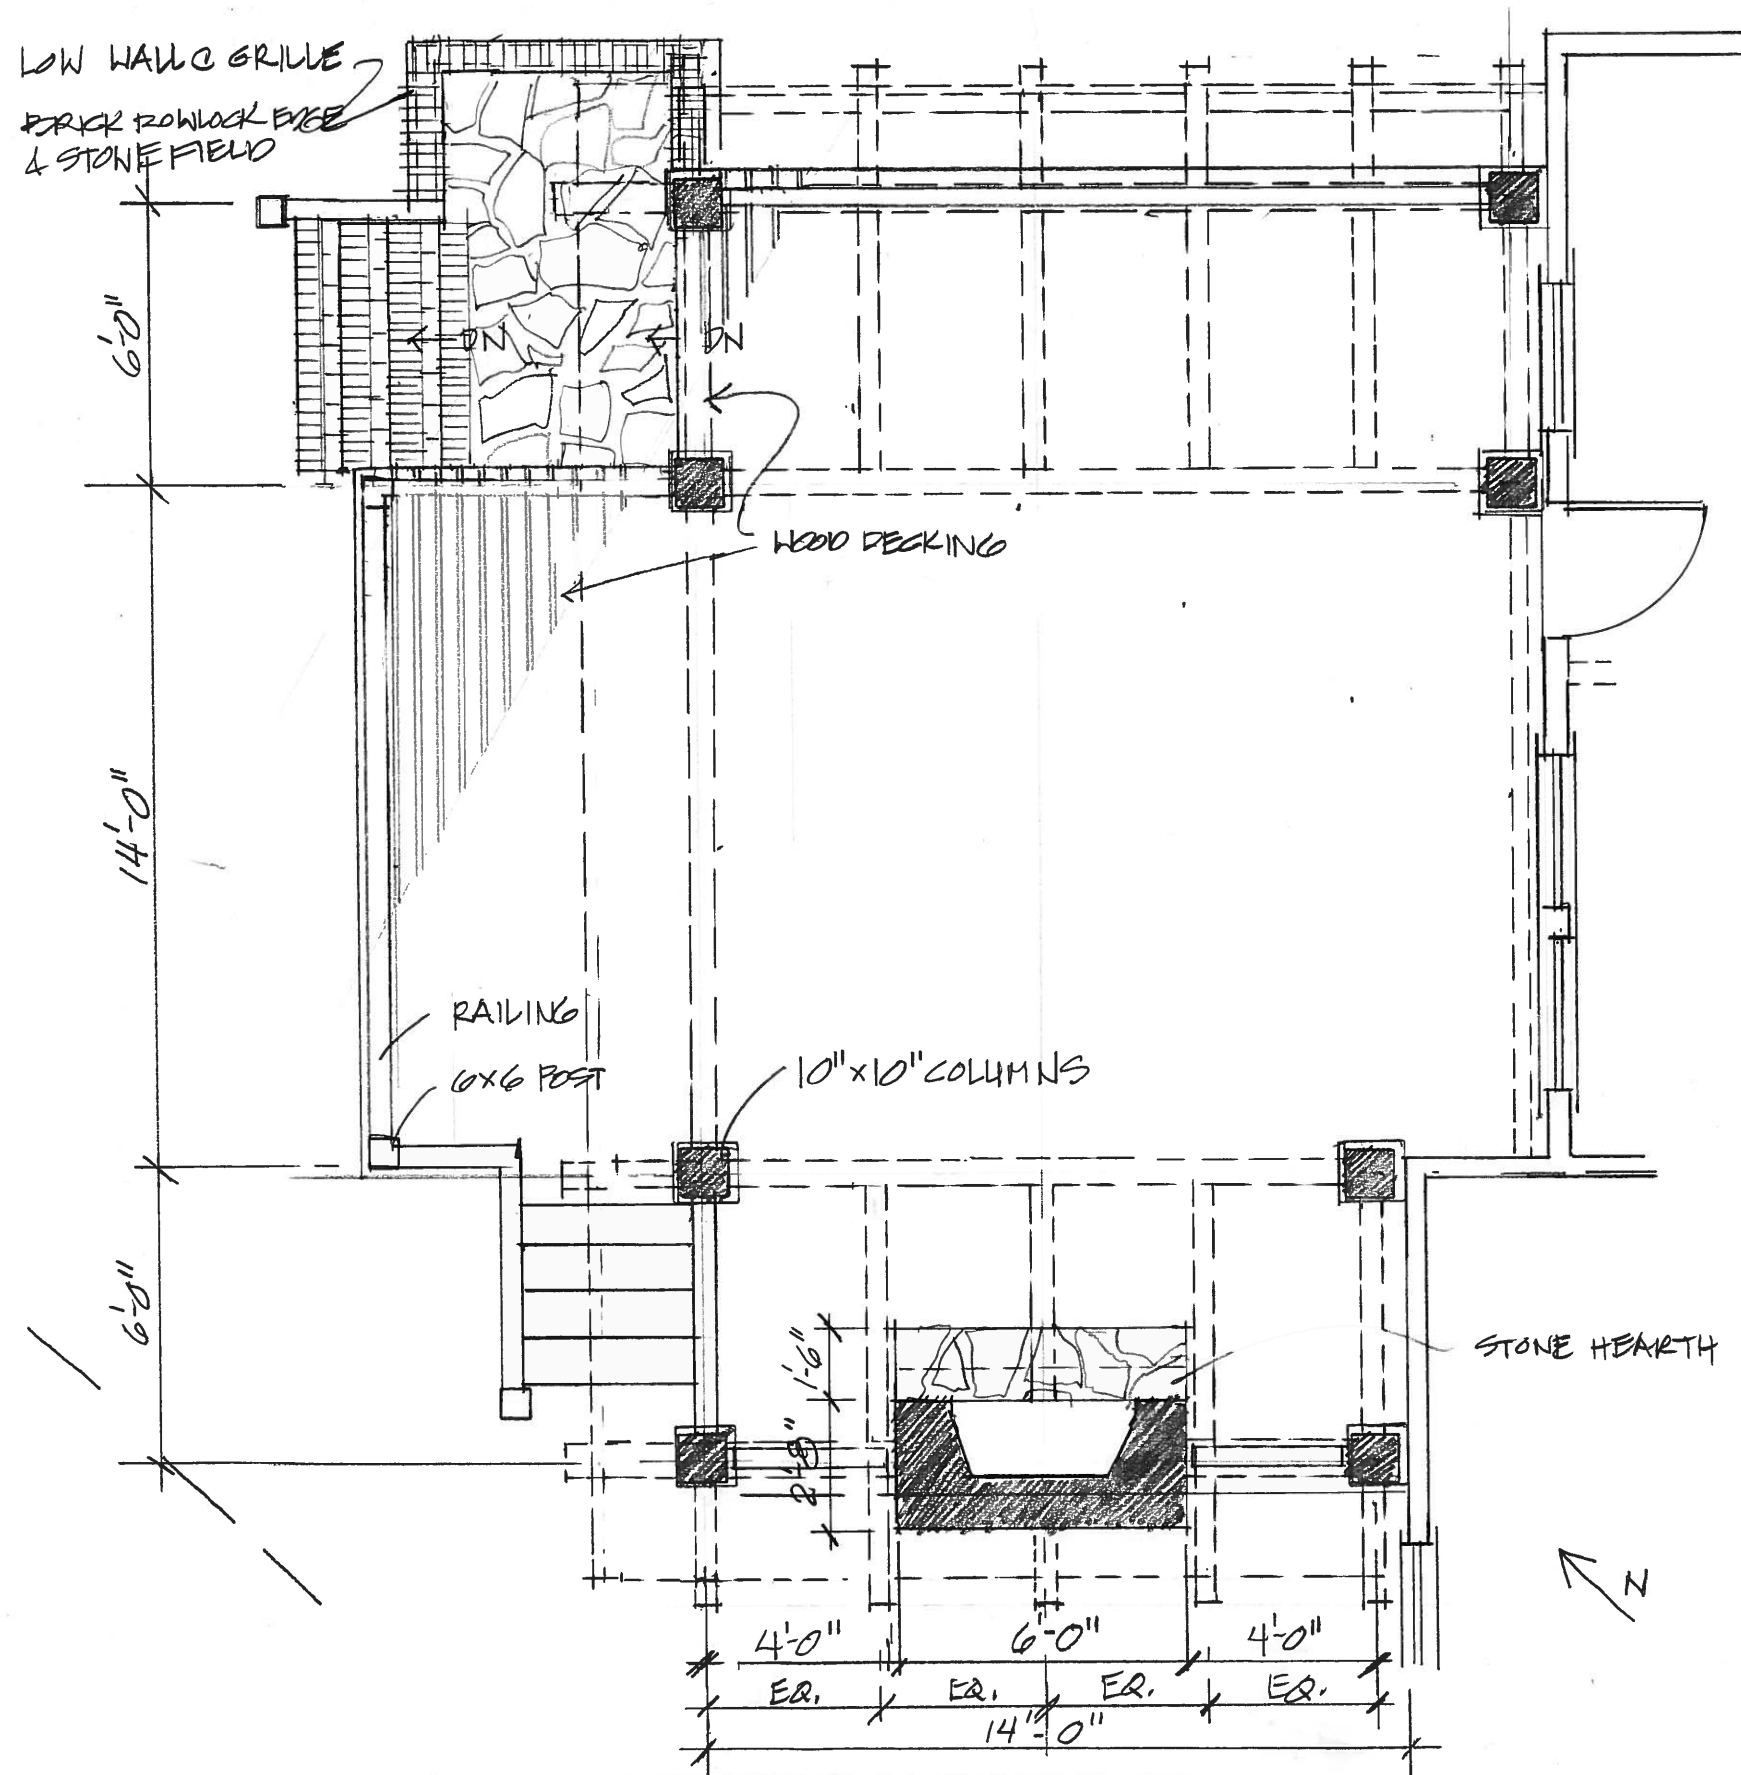 LOW WALL C GRILLE
BRICK ROWLOCK EDGE
& STONE FIELD
6'-0"
DN
DN
WOOD DECKING
14'-0"
RAILING
6x6 POST
10"x10" COLUMNS
6'-0"
1'-6"
STONE HEARTH
2'-8"
N
4'-0"
6'-0"
4'-0"
EQ.
EQ.
EQ.
EQ.
14'-0"